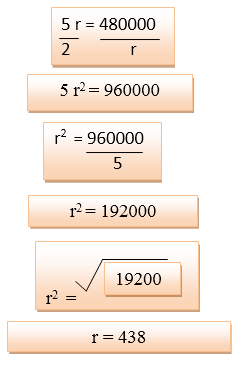 5 r = 480000
2 r
5 r² = 960000
r² = 960000
5
r² = 192000
r² = √19200
r = 438